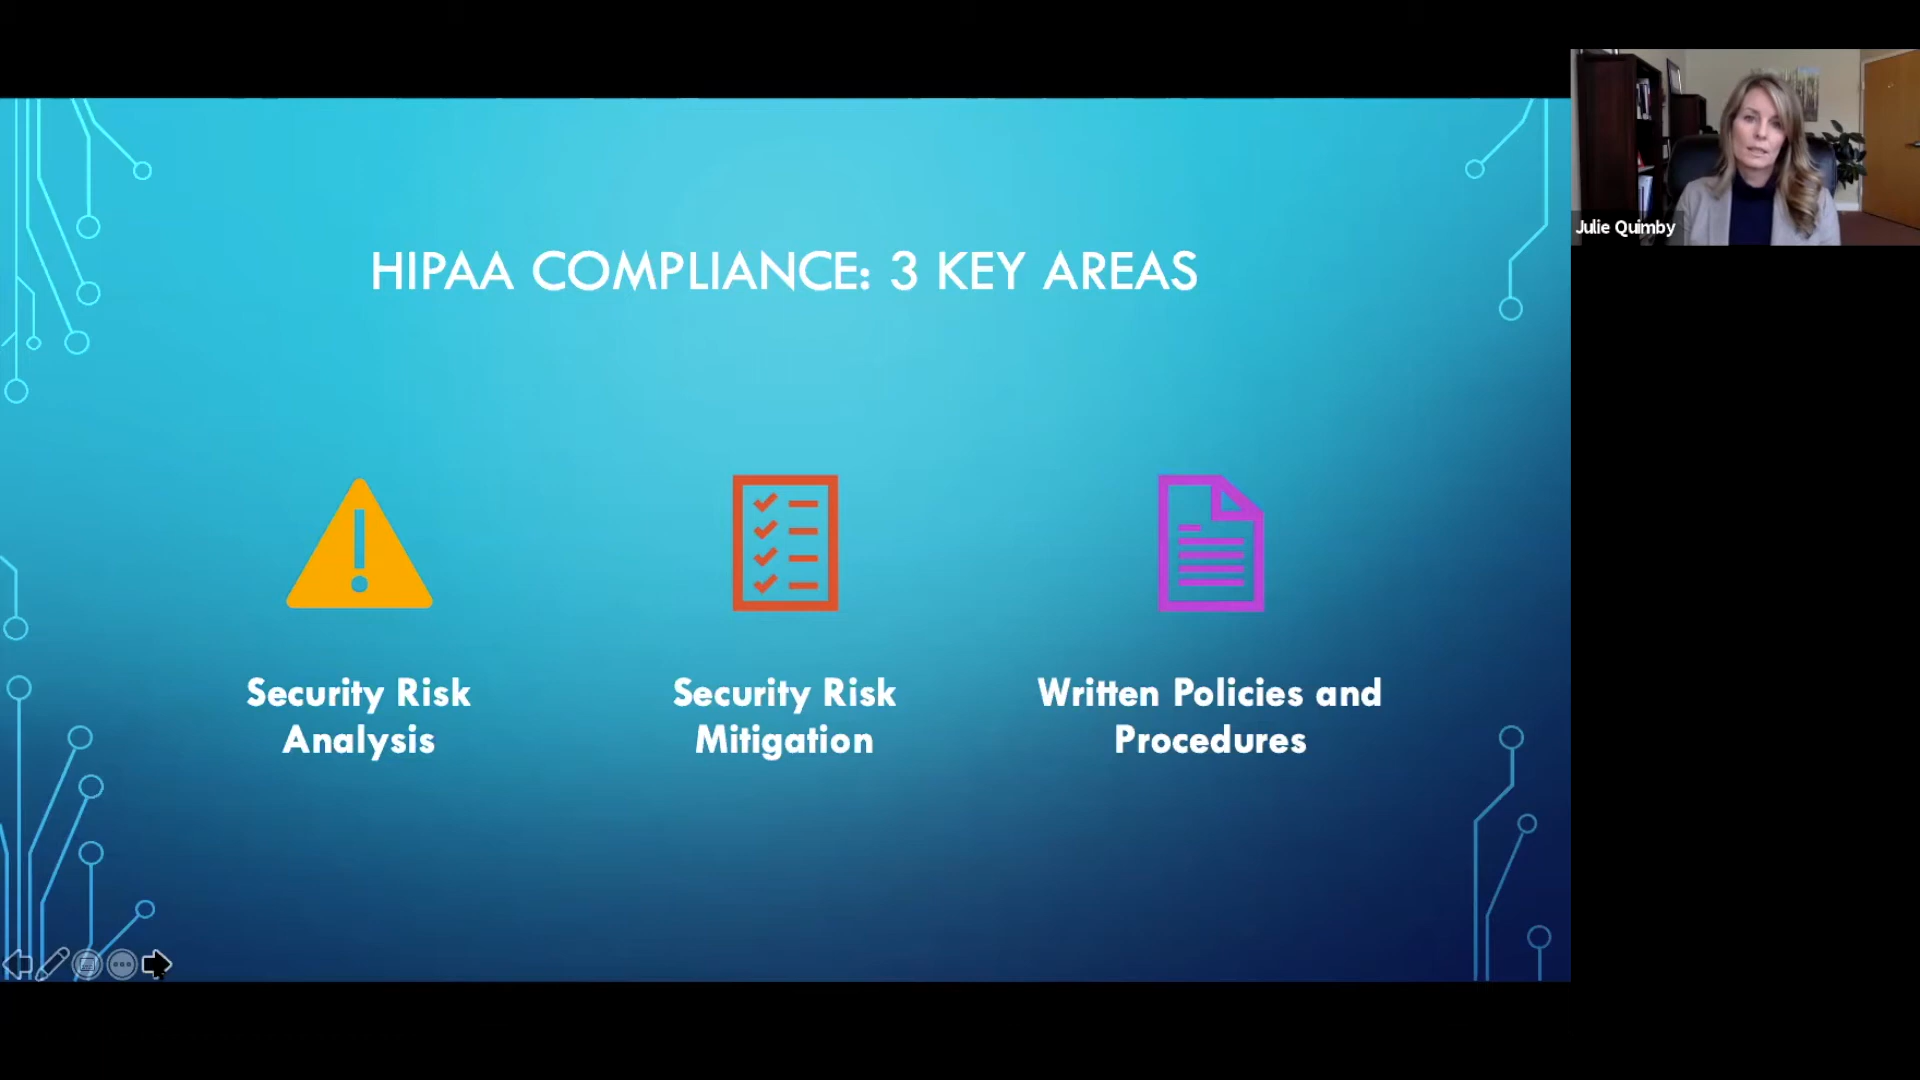 HIPAA COMPLIANCE: 3 KEY AREAS
Security Risk
Analysis
Security Risk
Mitigation
Written Policies and
Procedures
Julie Quimby